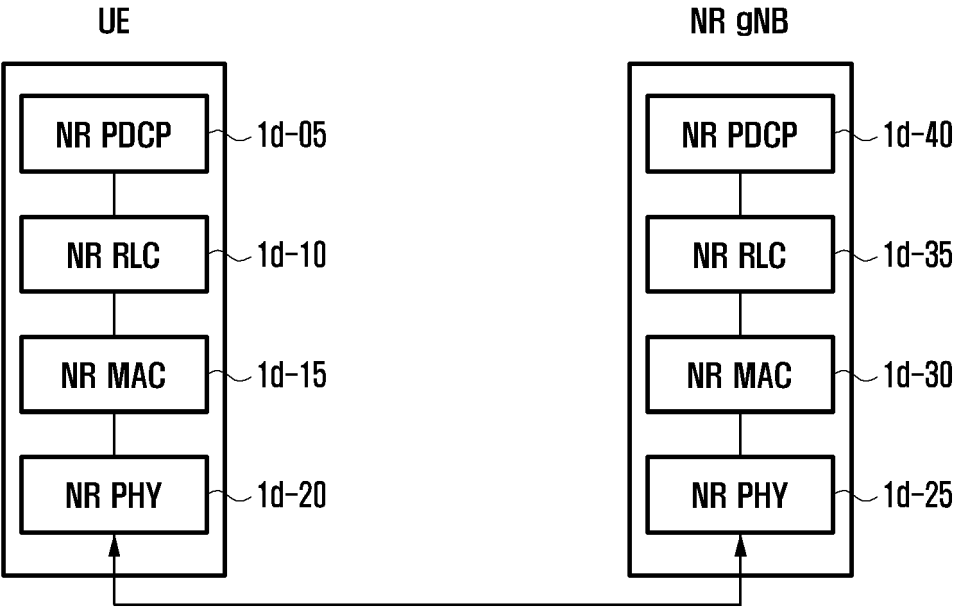 UE
NR gNB
NR PDCP
1d-05
NR PDCP
1d-40
NR RLC
1d-10
NR RLC
1d-35
NR MAC
1d-15
NR MAC
1d-30
NR PHY
1d-20
NR PHY
1d-25